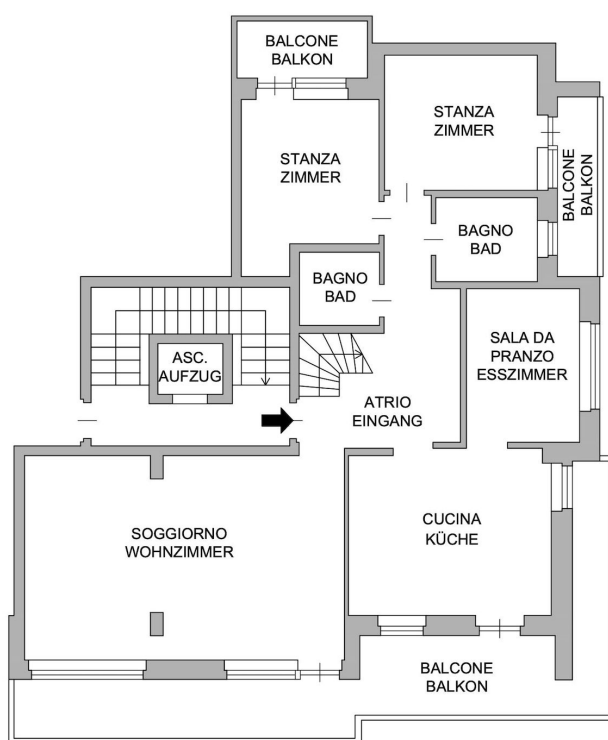 BALCONE
BALKON
STANZA
ZIMMER
STANZA
ZIMMER
BALCONE
BALKON
BAGNO
BAD
BAGNO
BAD
ASC.
AUFZUG
SALA DA
PRANZO
ESSZIMMER
ATRIO
EINGANG
SOGGIORNO
WOHNZIMMER
CUCINA
KÜCHE
BALCONE
BALKON